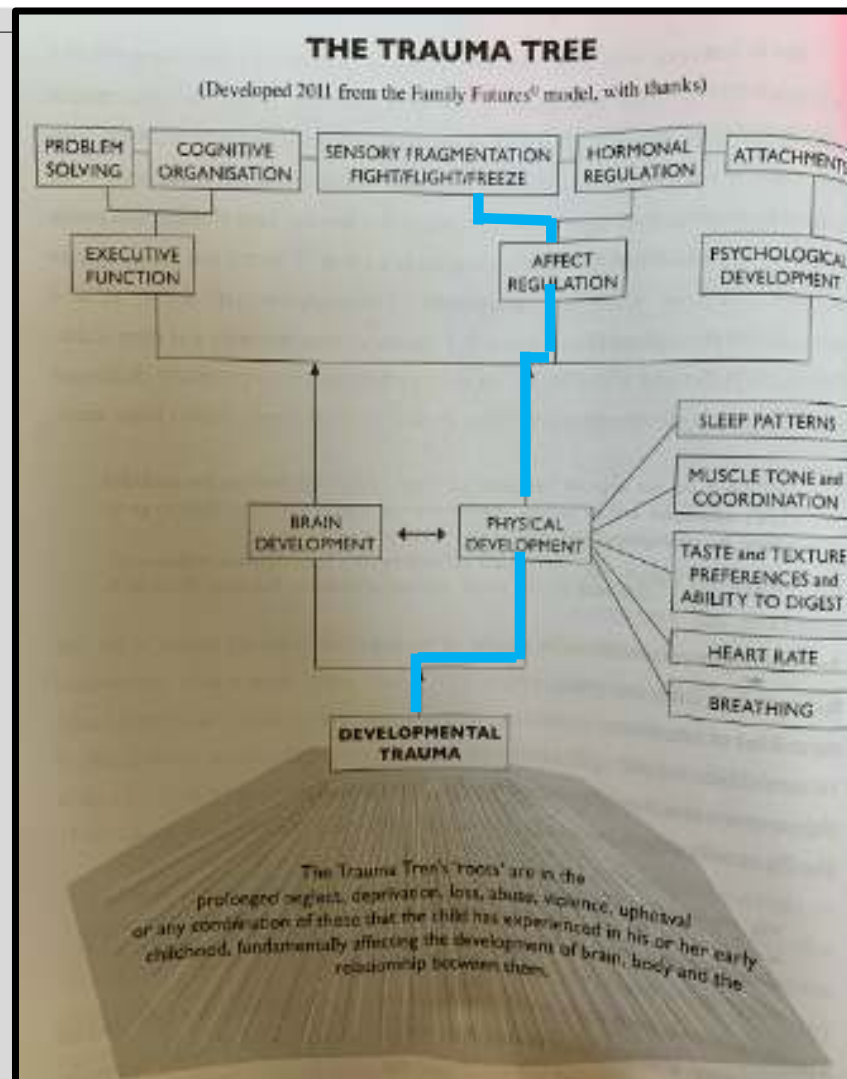 THE TRAUMA TREE
(Developed 2011 from the Family Futures® model, with thanks)
PROBLEM
SOLVING
COGNITIVE
ORGANISATION
SENSORY FRAGMENTATION
FIGHT/FLIGHT/FREEZE
HORMONAL
REGULATION
ATTACHMENTS
EXECUTIVE
FUNCTION
AFFECT
REGULATION
PSYCHOLOGICAL
DEVELOPMENT
SLEEP PATTERNS
MUSCLE TONE and
COORDINATION
BRAIN
DEVELOPMENT
PHYSICAL
DEVELOPMENT
TASTE and TEXTURE
PREFERENCES and
ABILITY TO DIGEST
HEART RATE
BREATHING
DEVELOPMENTAL
TRAUMA
The Trauma Tree's 'roots' are in the
prolonged neglect, deprivation, loss, abuse, violence, upheaval
or any combination of these that the child has experienced in his or her early
childhood, fundamentally affecting the development of brain, body and the
relationship between them.